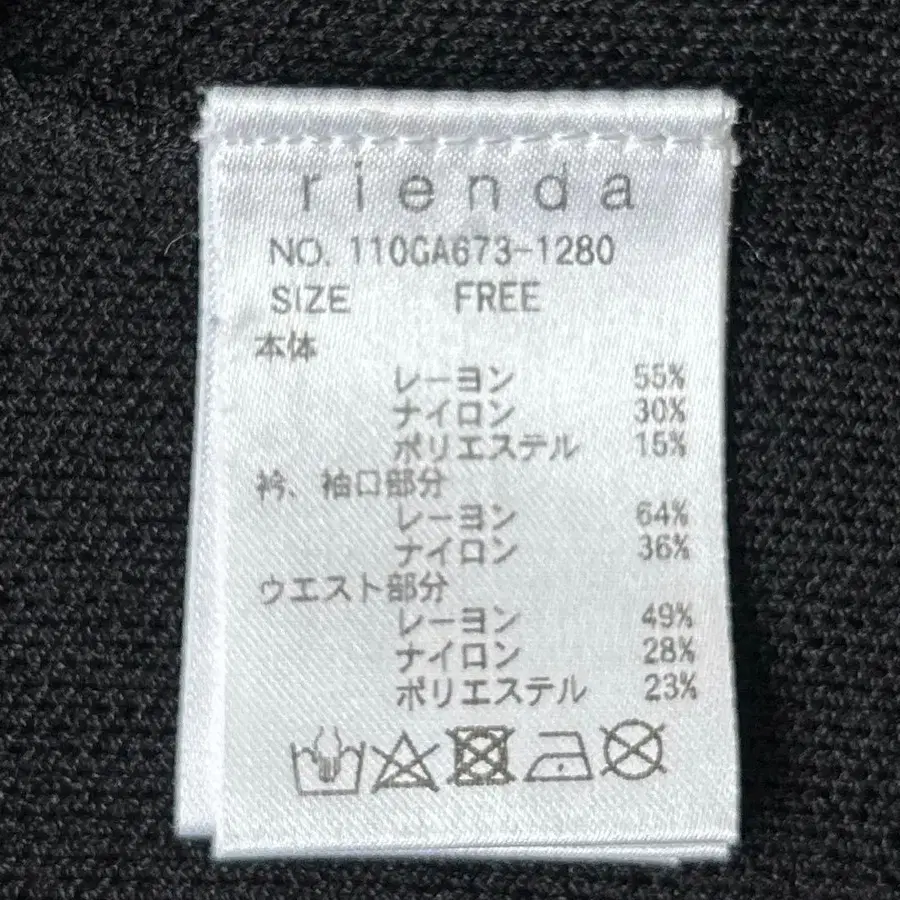 rienda
NO. 110GA673-1280
SIZE FREE
本体
レーヨン 55%
ナイロン 30%
ポリエステル 15%
衿、袖口部分
レーヨン 64%
ナイロン 36%
ウエスト部分
レーヨン 49%
ナイロン 28%
ポリエステル 23%